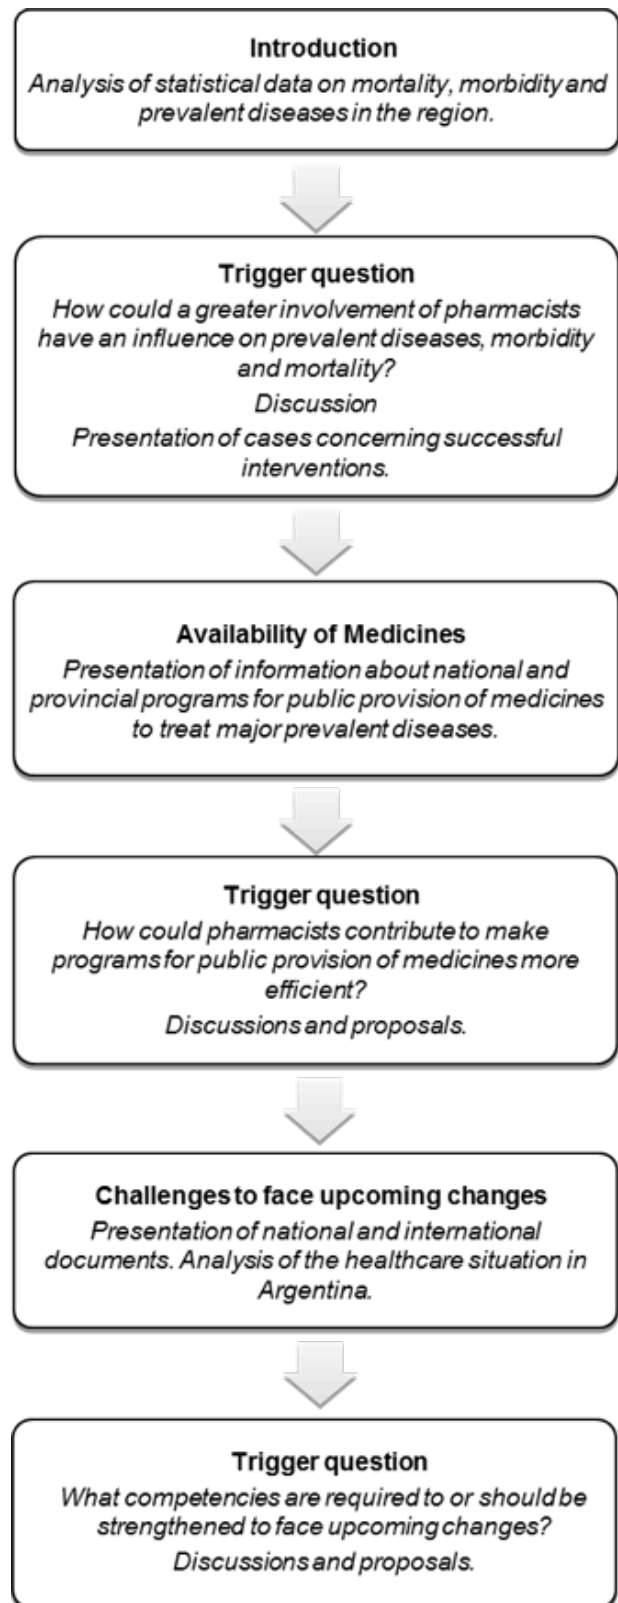 Introduction
Analysis of statistical data on mortality, morbidity and
prevalent diseases in the region.
Trigger question
How could a greater involvement of pharmacists
have an influence on prevalent diseases, morbidity
and mortality?
Discussion
Presentation of cases concerning successful
interventions.
Availability of Medicines
Presentation of information about national and
provincial programs for public provision of medicines
to treat major prevalent diseases.
Trigger question
How could pharmacists contribute to make
programs for public provision of medicines more
efficient?
Discussions and proposals.
Challenges to face upcoming changes
Presentation of national and international
documents. Analysis of the healthcare situation in
Argentina.
Trigger question
What competencies are required to or should be
strengthened to face upcoming changes?
Discussions and proposals.